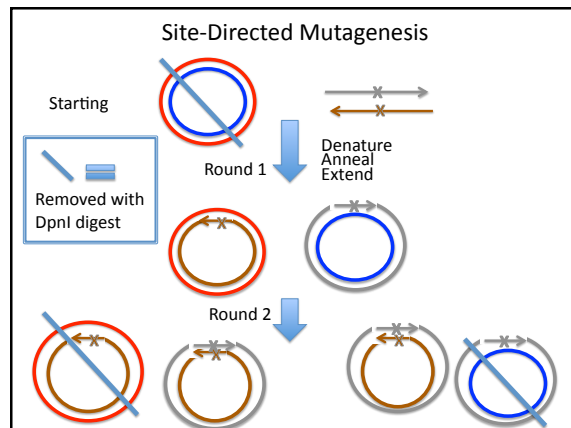 Site-Directed Mutagenesis
Starting
Removed with
DpnI digest
Round 1
Denature
Anneal
Extend
Round 2